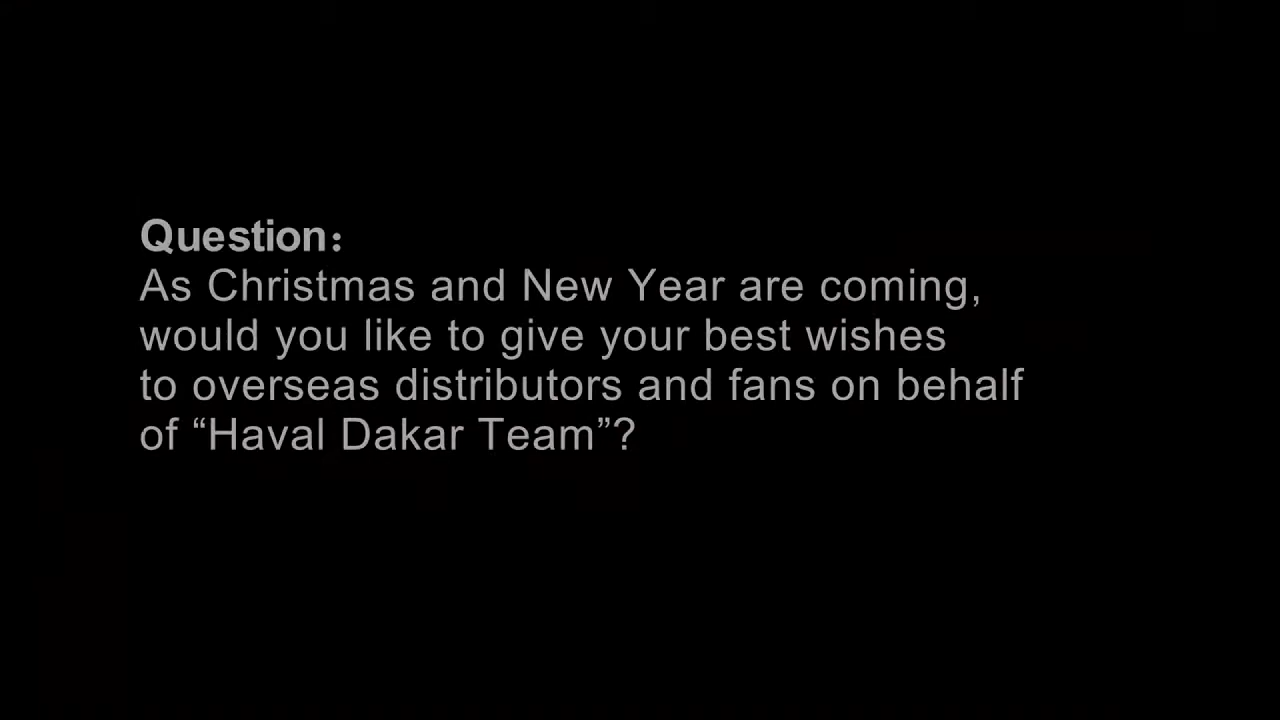 Question：
As Christmas and New Year are coming,
would you like to give your best wishes
to overseas distributors and fans on behalf
of “Haval Dakar Team”?